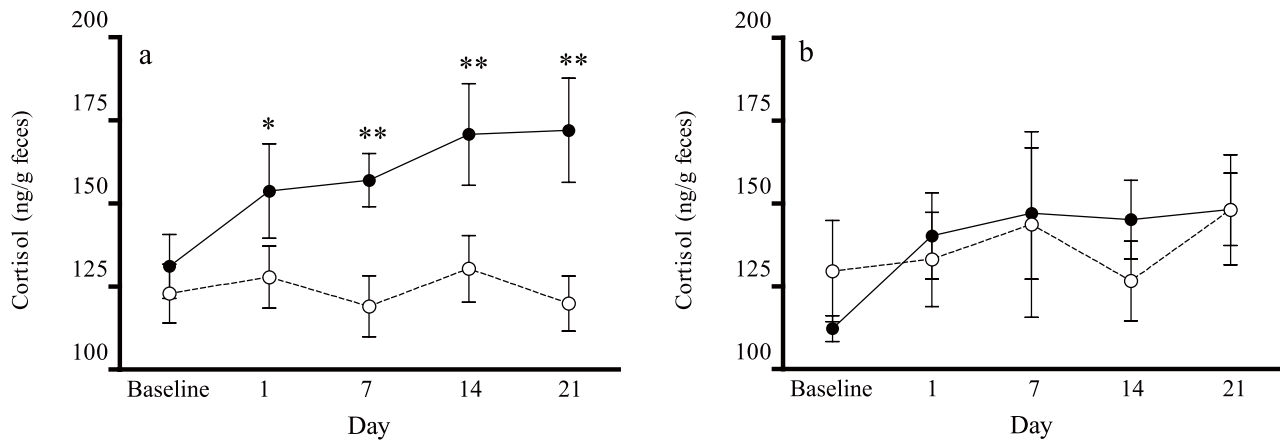 a
200
175
150
125
100
Cortisol (ng/g feces)
*
**
**
**
Baseline 1 7 14 21
Day
b
200
175
150
125
100
Cortisol (ng/g feces)
Baseline 1 7 14 21
Day